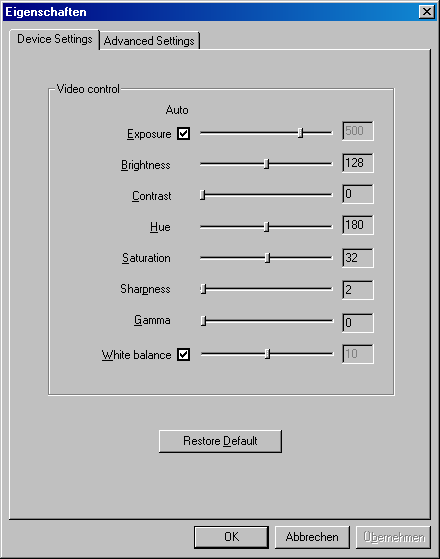 Eigenschaften
Device Settings Advanced Settings
Video control
Auto
Exposure 500
Brightness 128
Contrast 0
Hue 180
Saturation 32
Sharpness 2
Gamma 0
White balance 10
Restore Default
OK Abbrechen Übernehmen